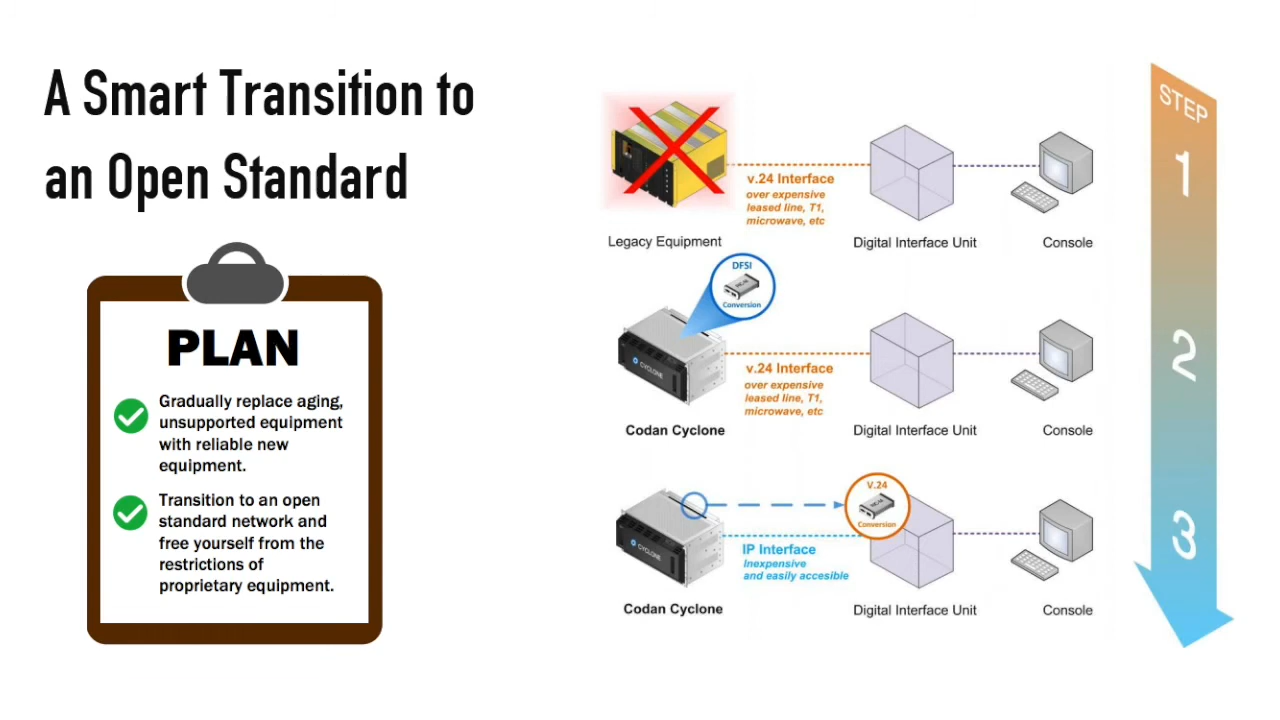 A Smart Transition to
an Open Standard
PLAN
Gradually replace aging,
unsupported equipment
with reliable new
equipment.
Transition to an open
standard network and
free yourself from the
restrictions of
proprietary equipment.
STEP
1
v.24 Interface
over expensive
leased line, T1,
microwave, etc
Legacy Equipment
Digital Interface Unit
Console
2
DFSI
Conversion
CYCLONE
v.24 Interface
over expensive
leased line, T1,
microwave, etc
Codan Cyclone
Digital Interface Unit
Console
3
V.24
Conversion
CYCLONE
IP Interface
Inexpensive
and easily accesible
Codan Cyclone
Digital Interface Unit
Console